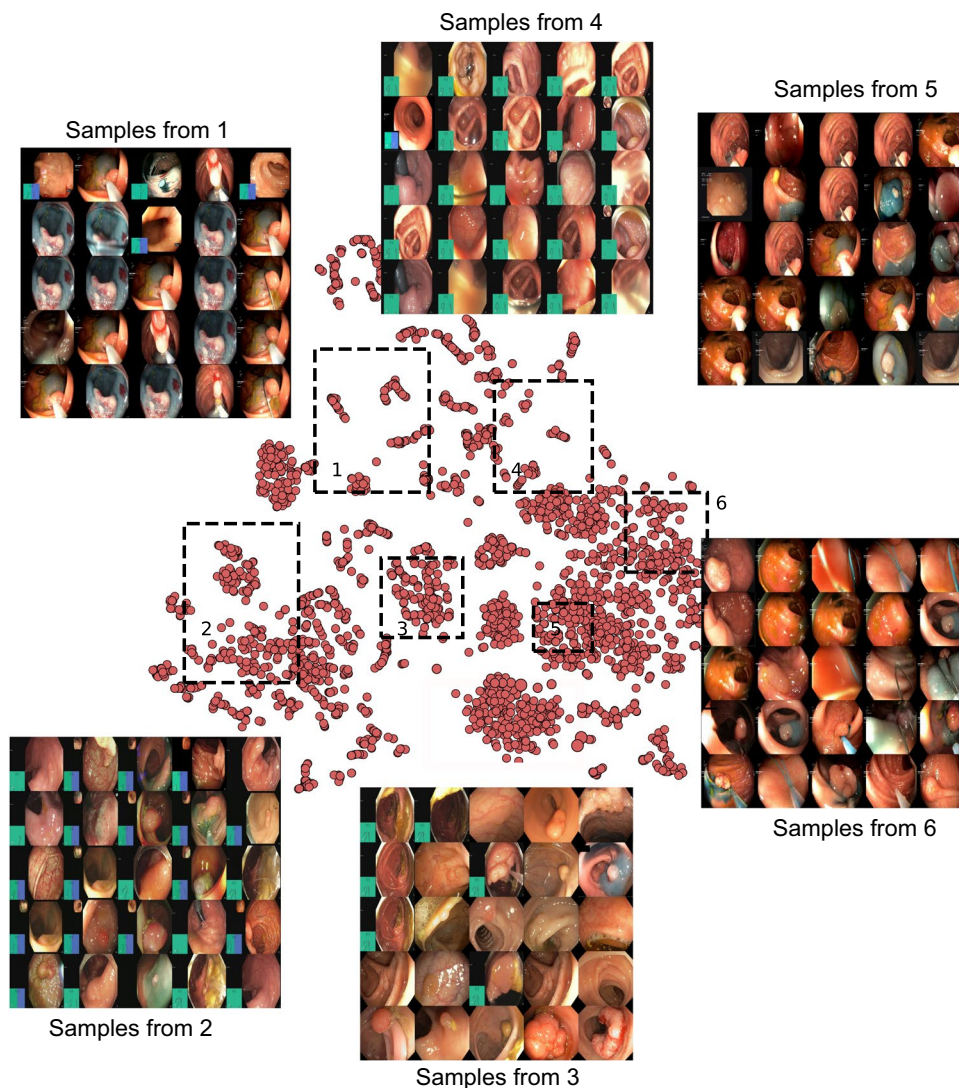 Samples from 4
Samples from 5
Samples from 1
1
4
6
2
3
5
Samples from 6
Samples from 2
Samples from 3